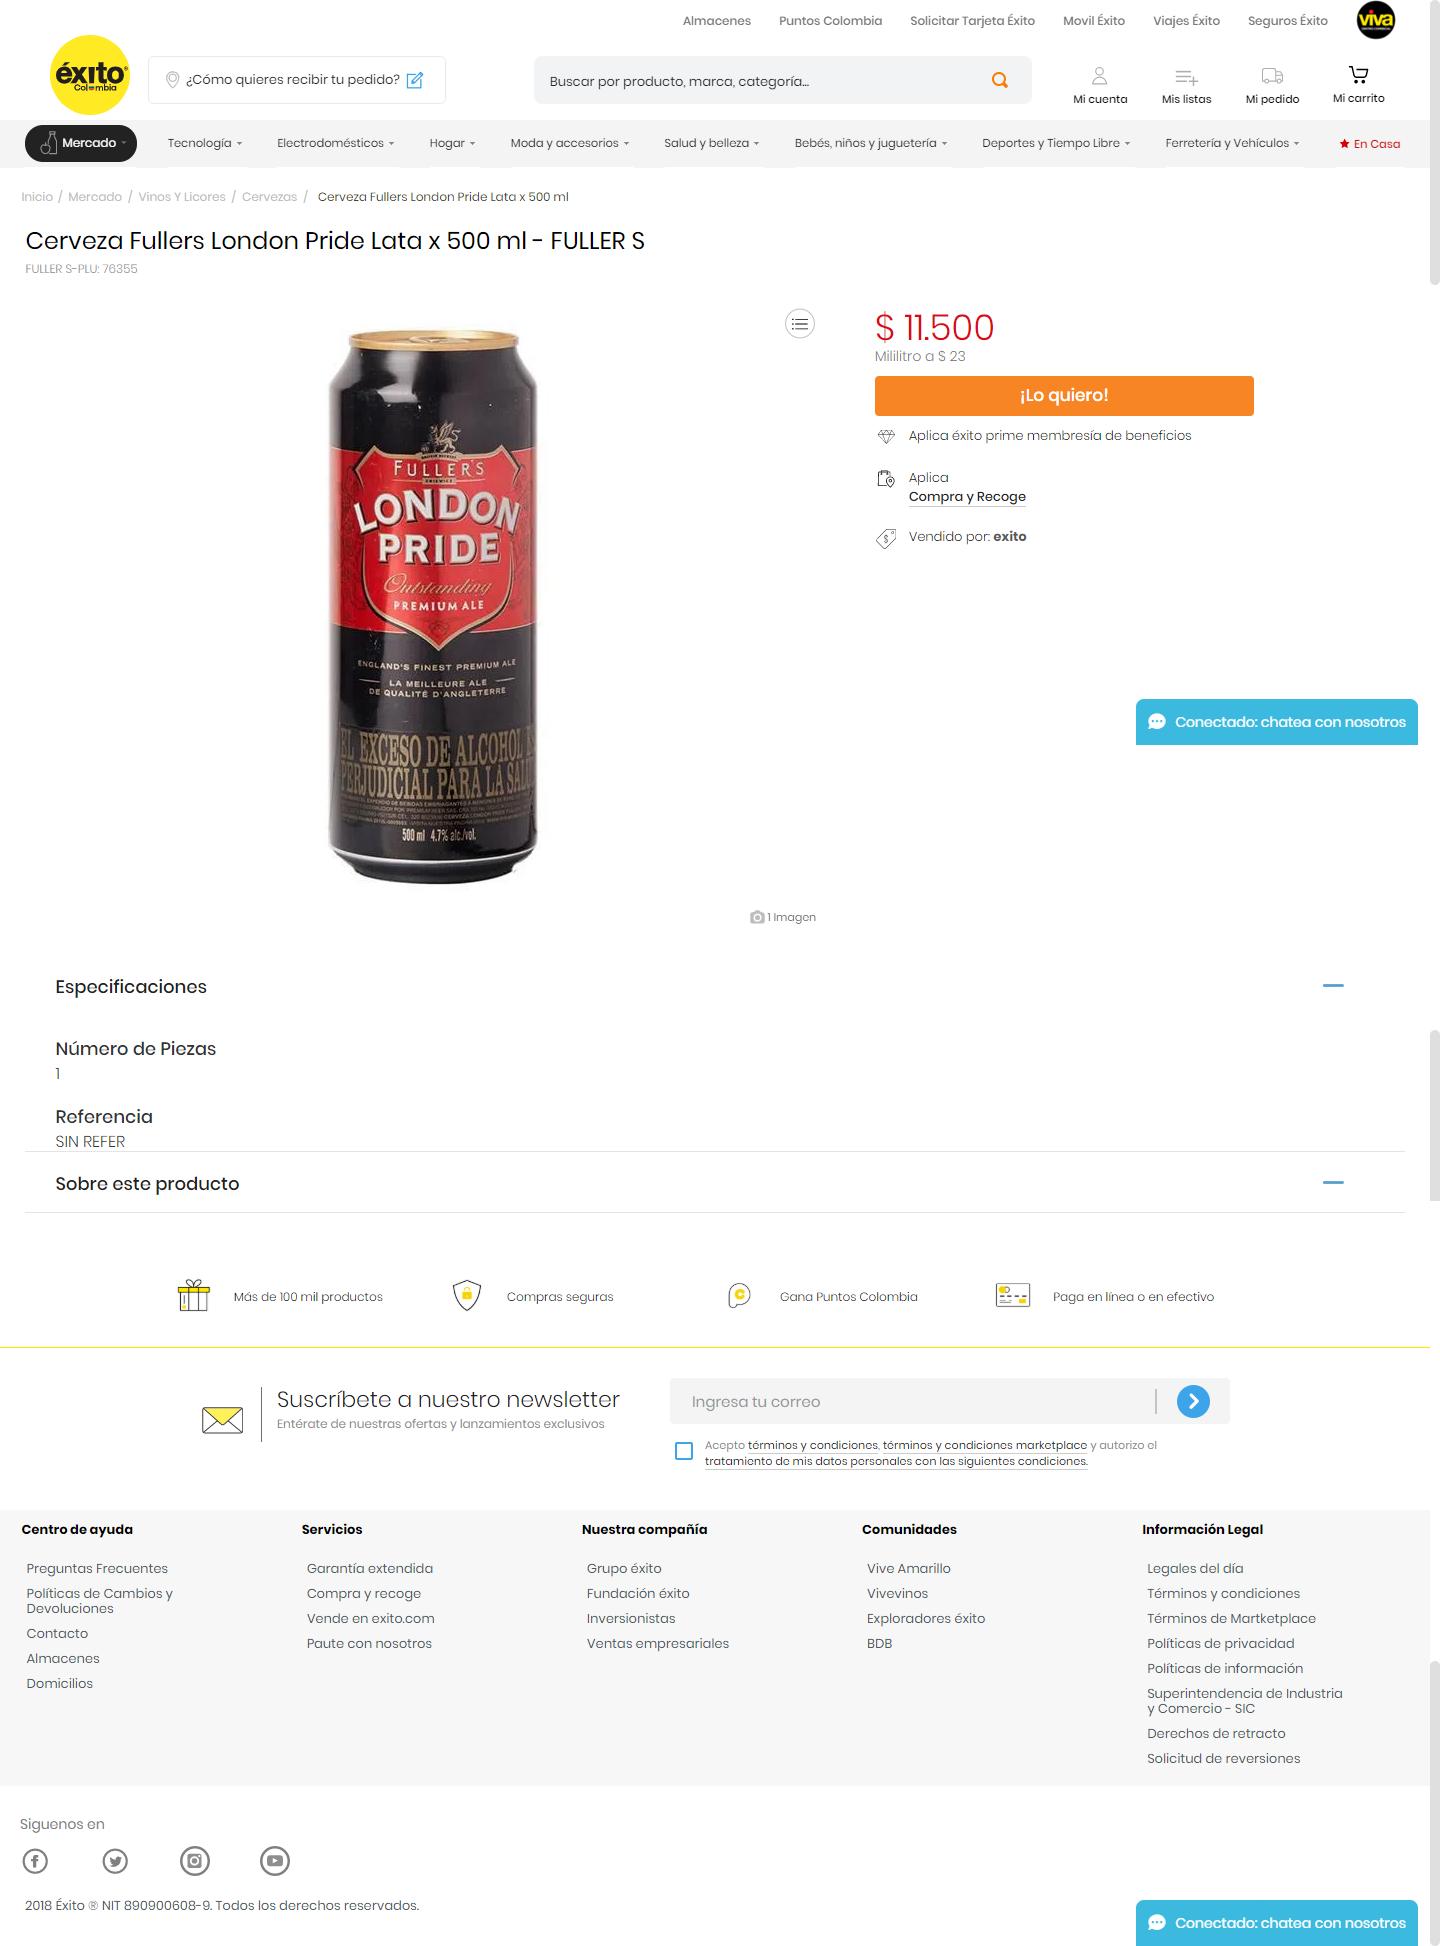 Almacenes Puntos Colombia Solicitar Tarjeta Éxito Movil Éxito Viajes Éxito Seguros Éxito viva
éxito
Colombia
¿Cómo quieres recibir tu pedido?
Buscar por producto, marca, categoría...
Mi cuenta Mis listas Mi pedido Mi carrito
Mercado Tecnología Electrodomésticos Hogar Moda y accesorios Salud y belleza Bebés, niños y juguetería Deportes y Tiempo Libre Ferretería y Vehículos En Casa
Inicio / Mercado / Vinos Y Licores / Cervezas / Cerveza Fullers London Pride Lata x 500 ml
Cerveza Fullers London Pride Lata x 500 ml - FULLER S
FULLER S-PLU: 76355
FULLER'S
LONDON
PRIDE
Outstanding
PREMIUM ALE
ENGLAND'S FINEST PREMIUM ALE
LA MEILLEURE ALE
DE QUALITÉ D'ANGLETERRE
EL EXCESO DE ALCOHOL
PERJUDICIAL PARA LA
500 ml 4.7% alc./vol.
1 Imagen
$ 11.500
Mililitro a $ 23
¡Lo quiero!
Aplica éxito prime membresía de beneficios
Aplica
Compra y Recoge
Vendido por: exito
Conectado: chatea con nosotros
Especificaciones
Número de Piezas
1
Referencia
SIN REFER
Sobre este producto
Más de 100 mil productos
Compras seguras
Gana Puntos Colombia
Paga en línea o en efectivo
Suscríbete a nuestro newsletter
Entérate de nuestras ofertas y lanzamientos exclusivos
Ingresa tu correo
Acepto términos y condiciones, términos y condiciones marketplace y autorizo el
tratamiento de mis datos personales con las siguientes condiciones.
Centro de ayuda
Preguntas Frecuentes
Políticas de Cambios y
Devoluciones
Contacto
Almacenes
Domicilios
Servicios
Garantía extendida
Compra y recoge
Vende en exito.com
Paute con nosotros
Nuestra compañía
Grupo éxito
Fundación éxito
Inversionistas
Ventas empresariales
Comunidades
Vive Amarillo
Vivevinos
Exploradores éxito
BDB
Información Legal
Legales del día
Términos y condiciones
Términos de Martketplace
Políticas de privacidad
Políticas de información
Superintendencia de Industria
y Comercio - SIC
Derechos de retracto
Solicitud de reversiones
Siguenos en
2018 Éxito ® NIT 890900608-9. Todos los derechos reservados.
Conectado: chatea con nosotros